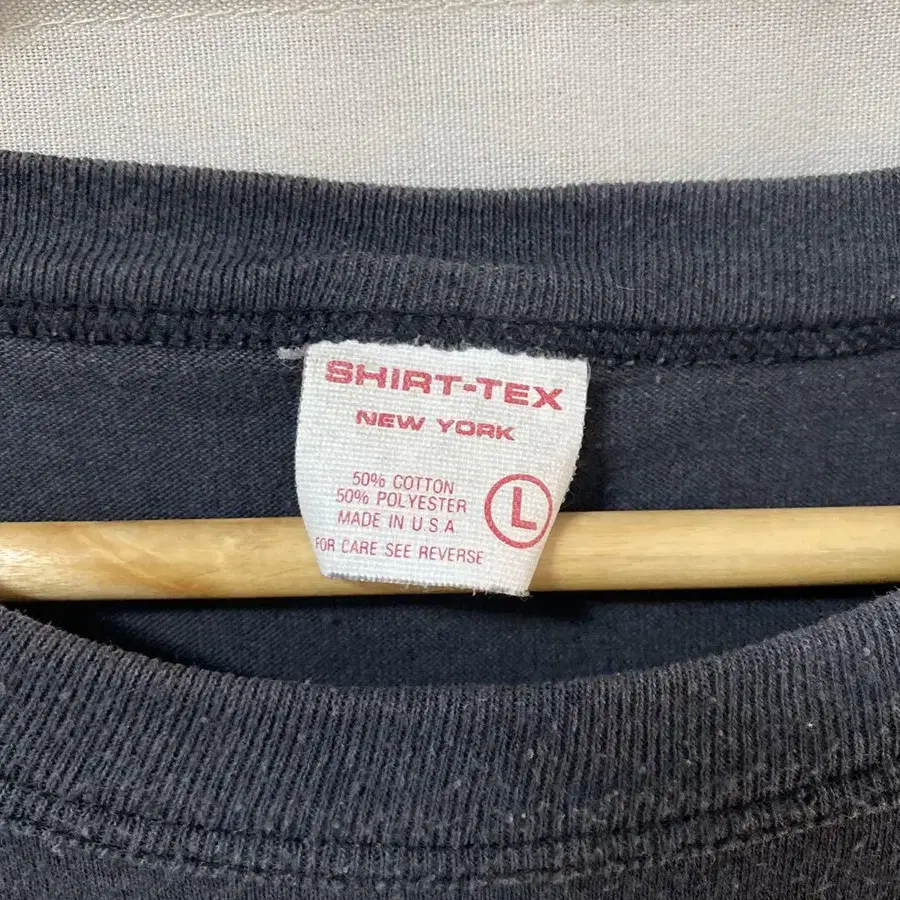 SHIRT-TEX
NEW YORK
50% COTTON
50% POLYESTER
MADE IN U.S.A
L
FOR CARE SEE REVERSE